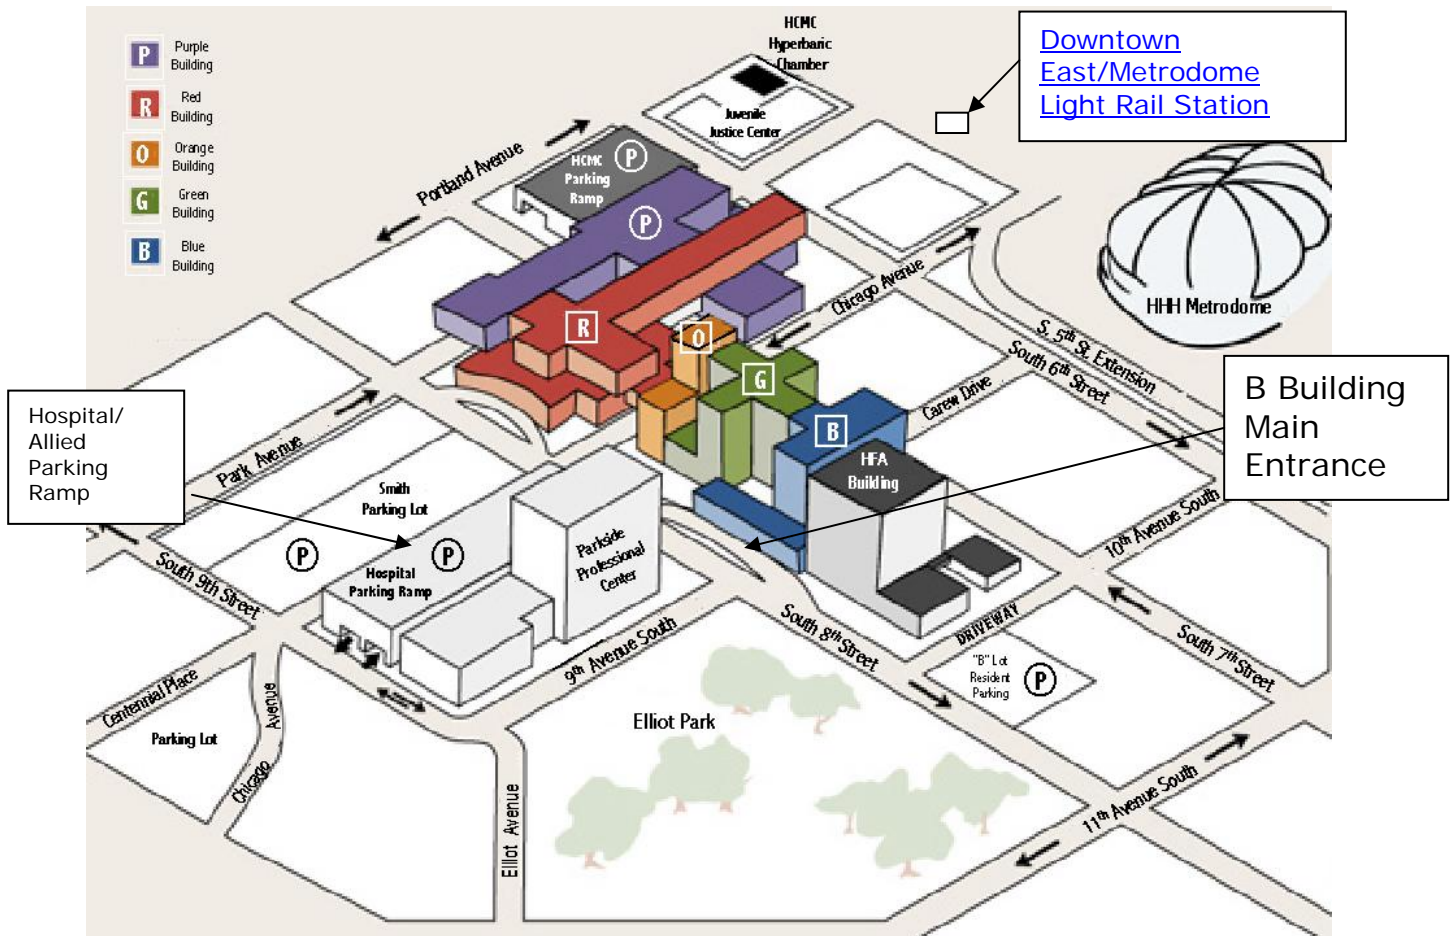 P
Purple
Building
R
Red
Building
O
Orange
Building
G
Green
Building
B
Blue
Building
HCMC
Hyperbaric
Chamber
Downtown
East/Metrodome
Light Rail Station
Juvenile
Justice Center
Portland Avenue
HCMC
Parking
Ramp
P
P
Chicago Avenue
HHH Metrodome
S. 5th St. Extension
South 6th Street
R
O
G
B
Carew Drive
B Building
Main
Entrance
Hospital/
Allied
Parking
Ramp
Park Avenue
Smith
Parking Lot
P
HFA
Building
10th Avenue South
Parkside
Professional
Center
P
Hospital
Parking Ramp
South 9th Street
9th Avenue South
South 8th Street
DRIVEWAY
South 7th Street
"B" Lot
Resident
Parking
P
Centennial Place
Parking Lot
Chicago Avenue
Elliot Park
Elliot Avenue
11th Avenue South